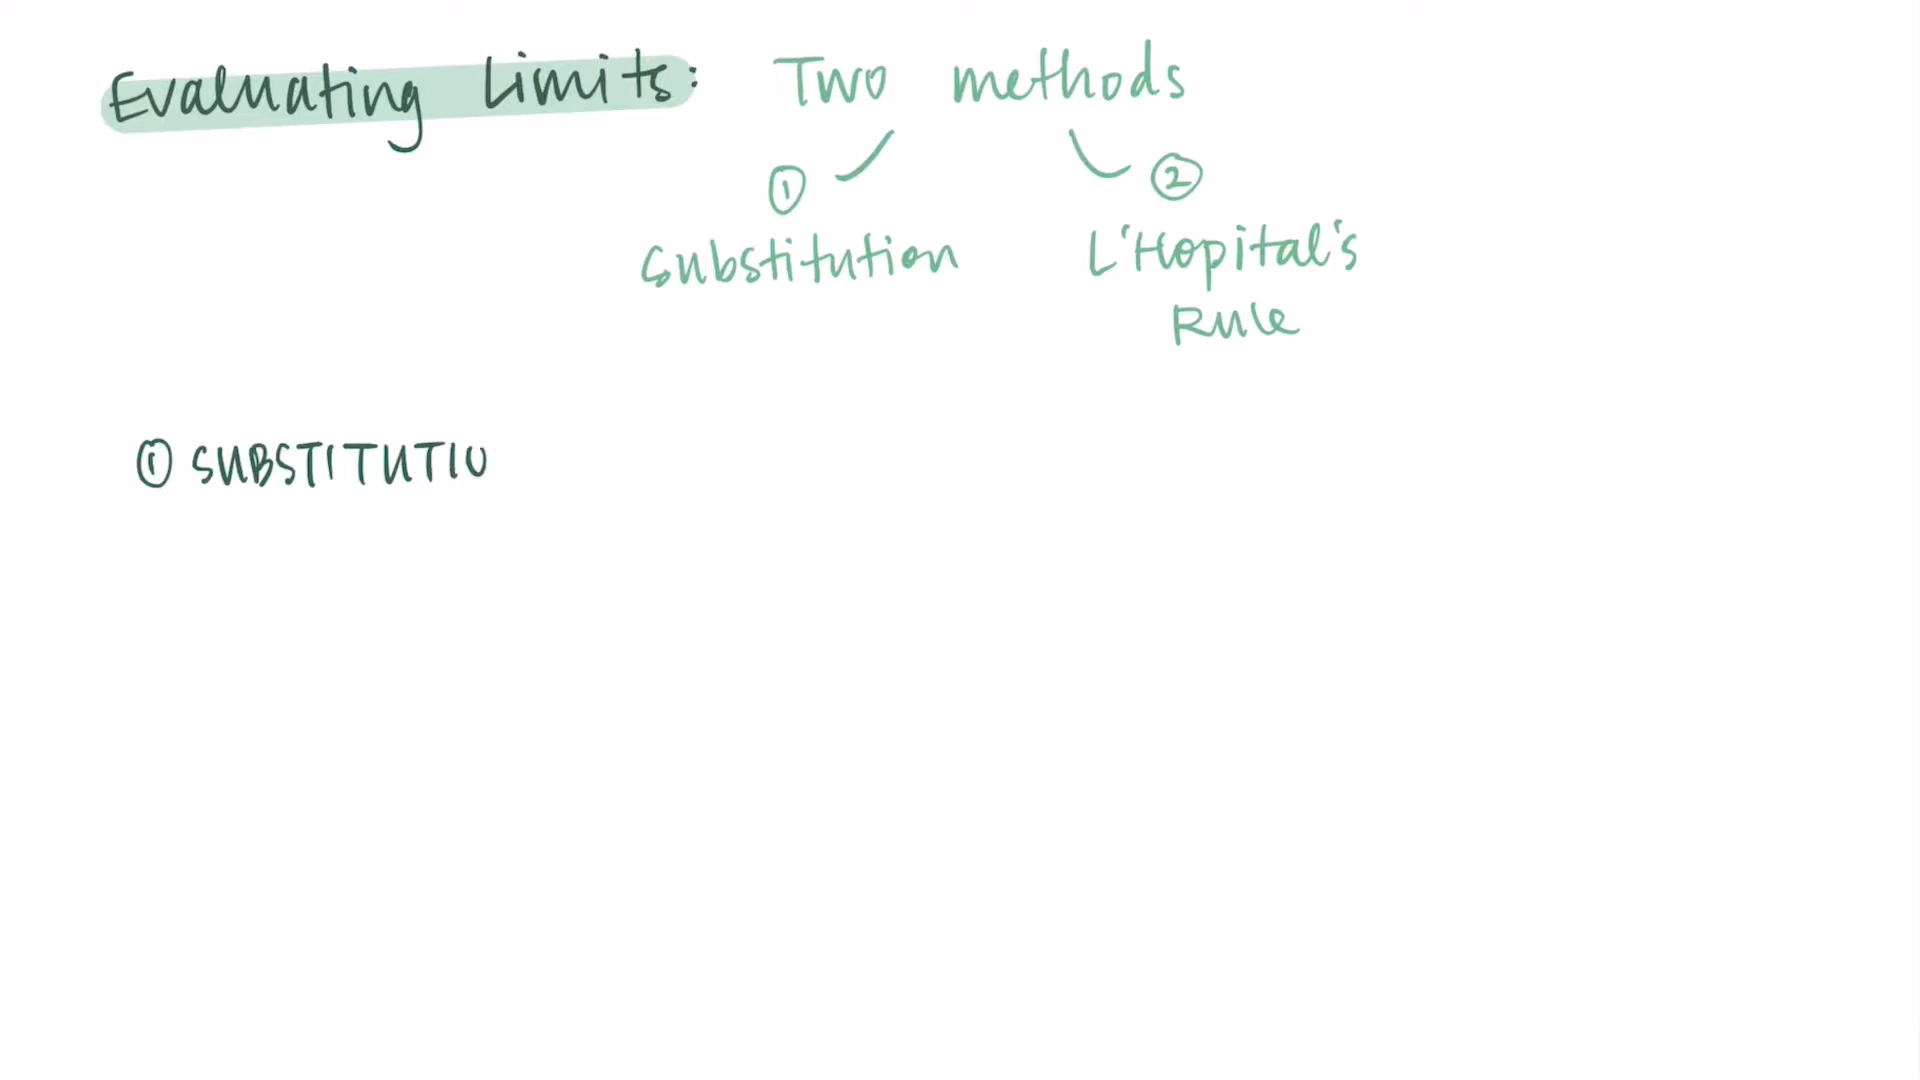 Evaluating Limits: Two methods
① ②
Substitution L'Hopital's
Rule
① SUBSTITUTIO